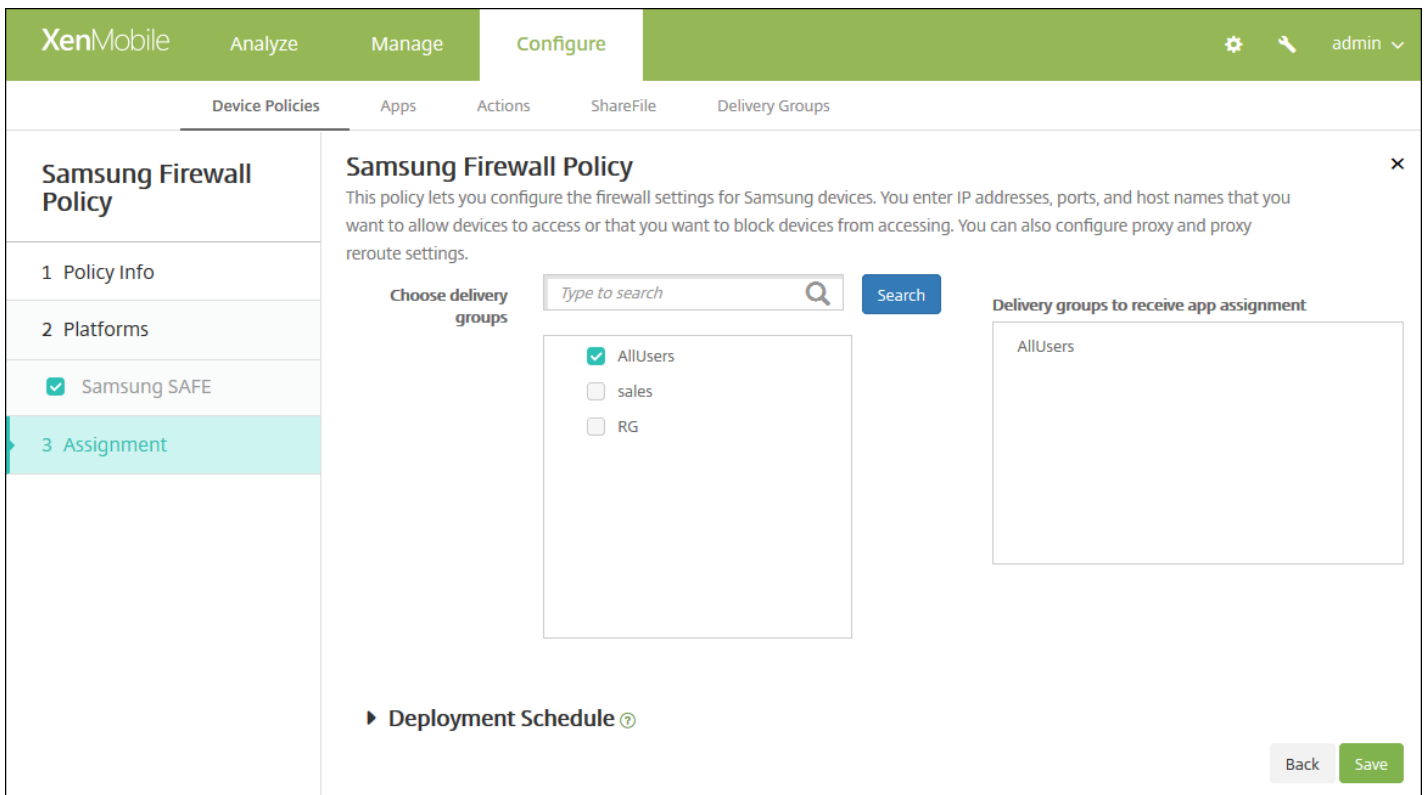 XenMobile Analyze Manage Configure admin
Device Policies Apps Actions ShareFile Delivery Groups
Samsung Firewall
Policy
1 Policy Info
2 Platforms
Samsung SAFE
3 Assignment
Samsung Firewall Policy
This policy lets you configure the firewall settings for Samsung devices. You enter IP addresses, ports, and host names that you
want to allow devices to access or that you want to block devices from accessing. You can also configure proxy and proxy
reroute settings.
Choose delivery
groups
Type to search
Search
AllUsers
sales
RG
Delivery groups to receive app assignment
AllUsers
Deployment Schedule ?
Back Save